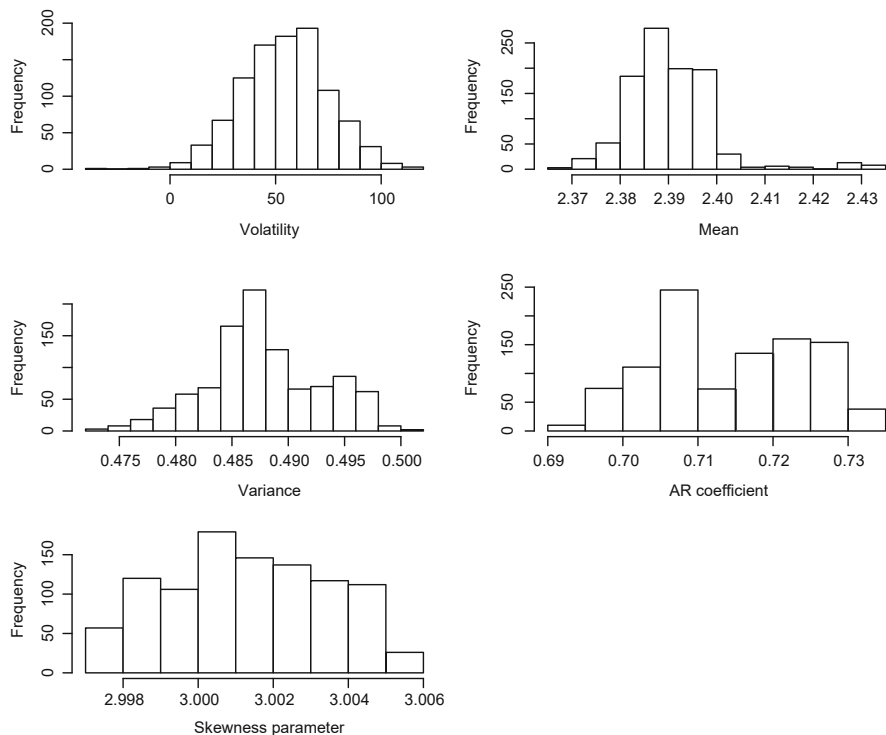 Frequency
200
150
100
50
0
0 50 100
Volatility
Frequency
250
150
50
0
2.37 2.38 2.39 2.40 2.41 2.42 2.43
Mean
Frequency
150
50
0
0.475 0.480 0.485 0.490 0.495 0.500
Variance
Frequency
250
150
50
0
0.69 0.70 0.71 0.72 0.73
AR coefficient
Frequency
150
100
50
0
2.998 3.000 3.002 3.004 3.006
Skewness parameter